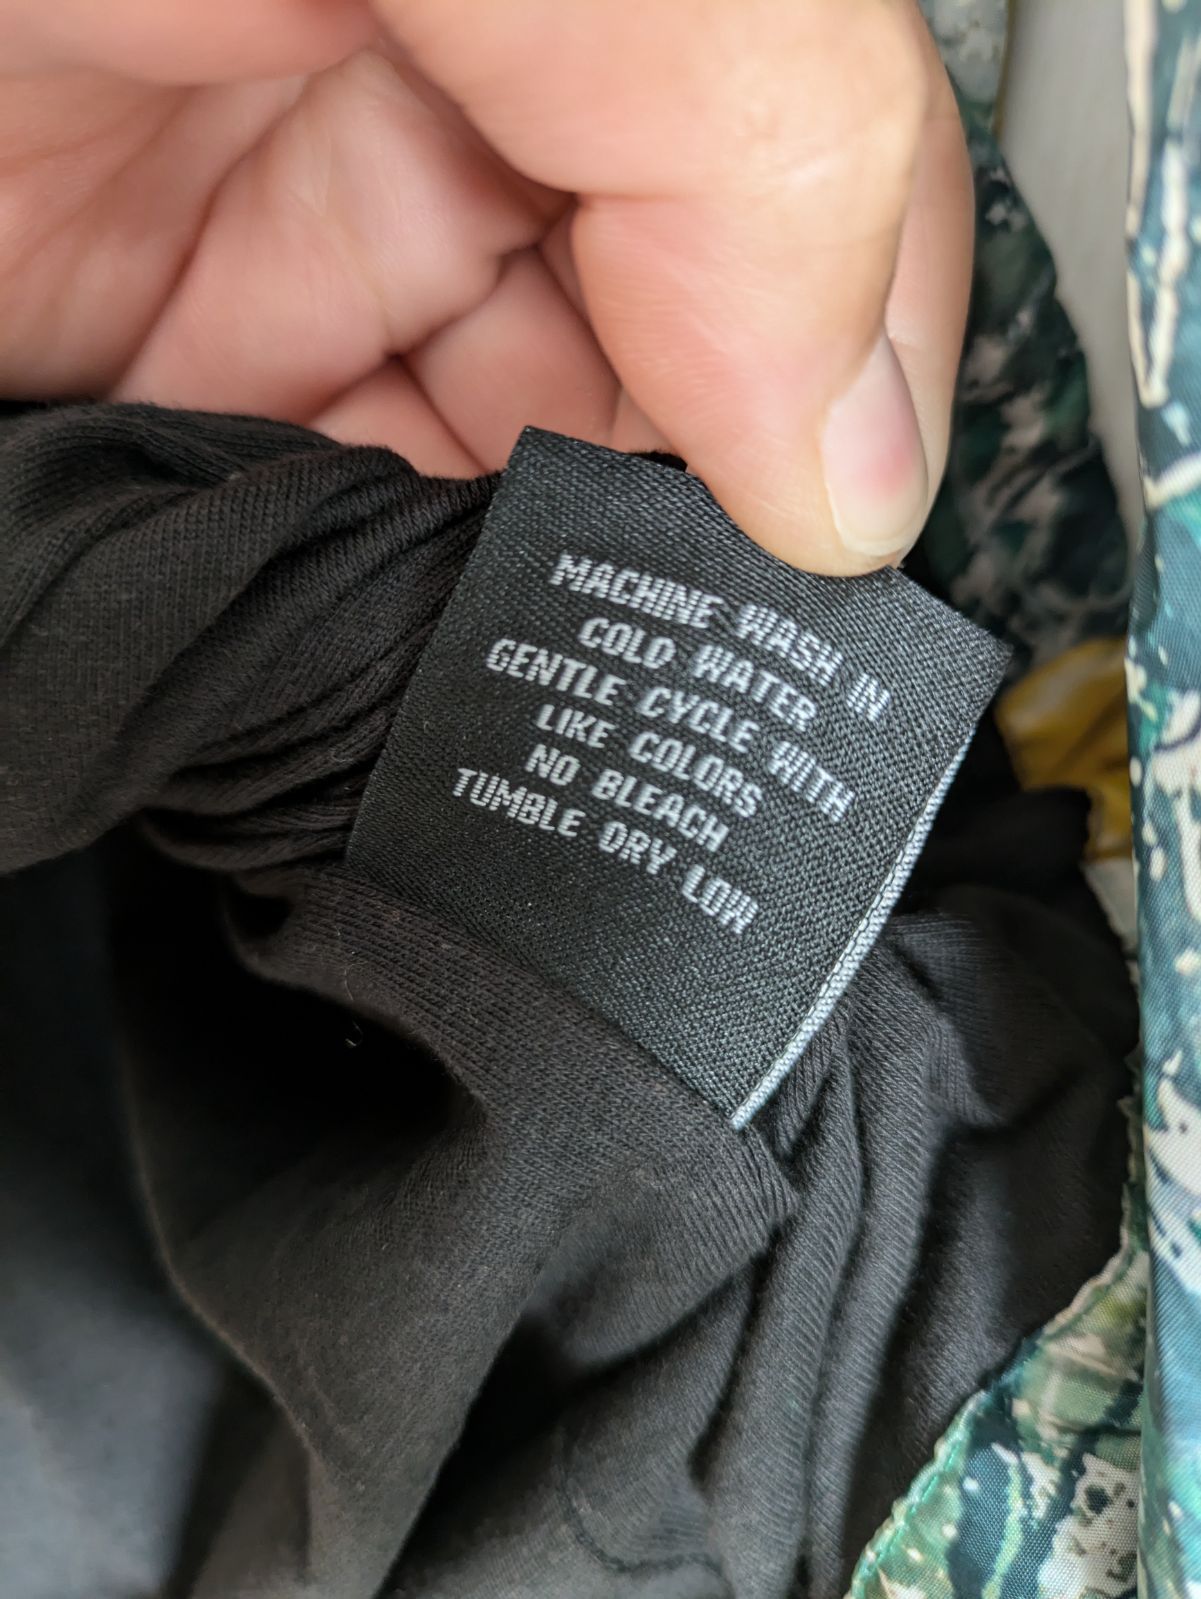 MACHINE WASH IN
COLD WATER
GENTLE CYCLE WITH
LIKE COLORS
NO BLEACH
TUMBLE DRY LOW